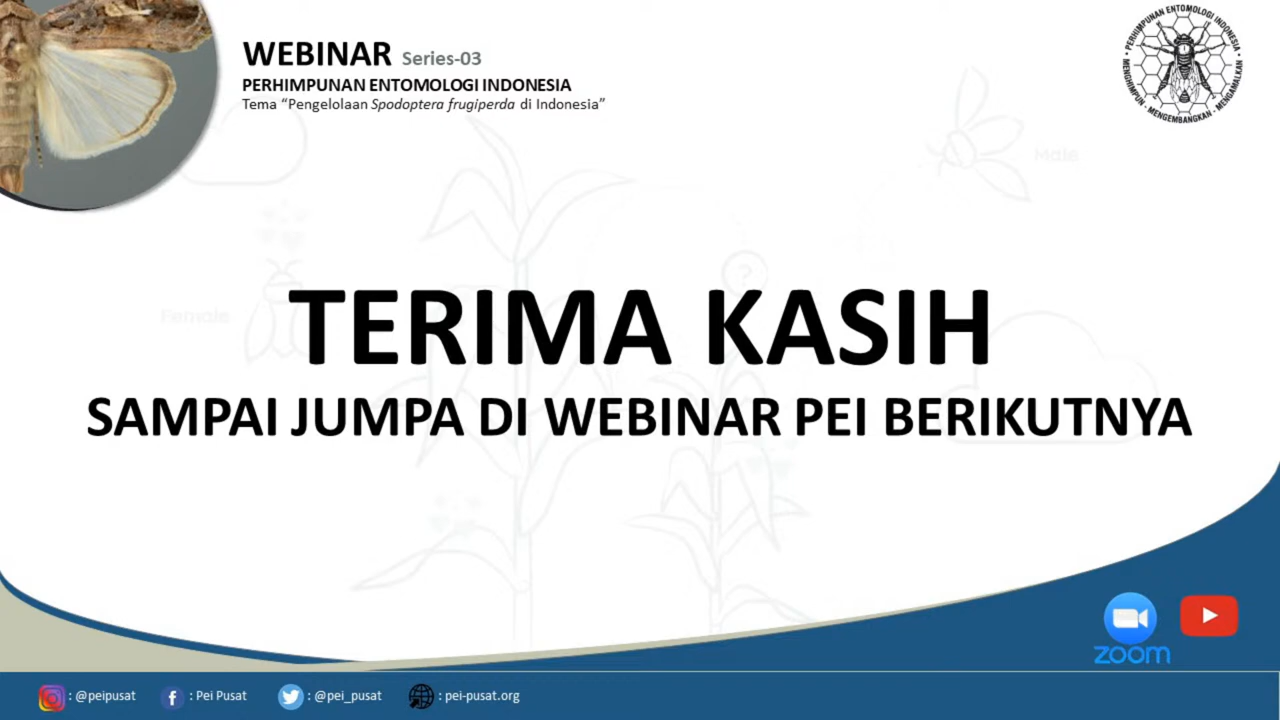 WEBINAR Series-03
PERHIMPUNAN ENTOMOLOGI INDONESIA
Tema “Pengelolaan Spodoptera frugiperda di Indonesia”
PERHIMPUNAN ENTOMOLOGI INDONESIA
MENGHIMPUN - MENGEMBANGKAN - MENGAMALKAN
Male
?
Female
TERIMA KASIH
SAMPAI JUMPA DI WEBINAR PEI BERIKUTNYA
zoom
: @peipusat
: Pei Pusat
: @pei_pusat
: pei-pusat.org